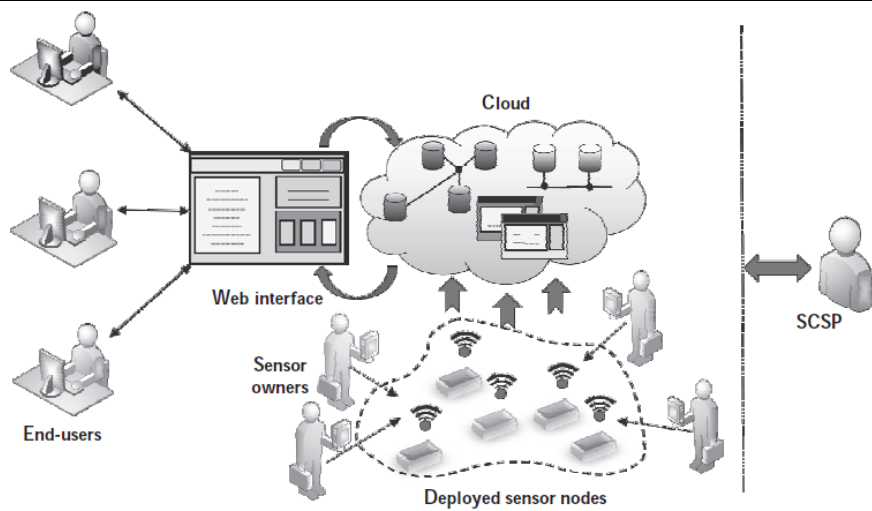 Cloud
Web interface
SCSP
Sensor
owners
End-users
Deployed sensor nodes